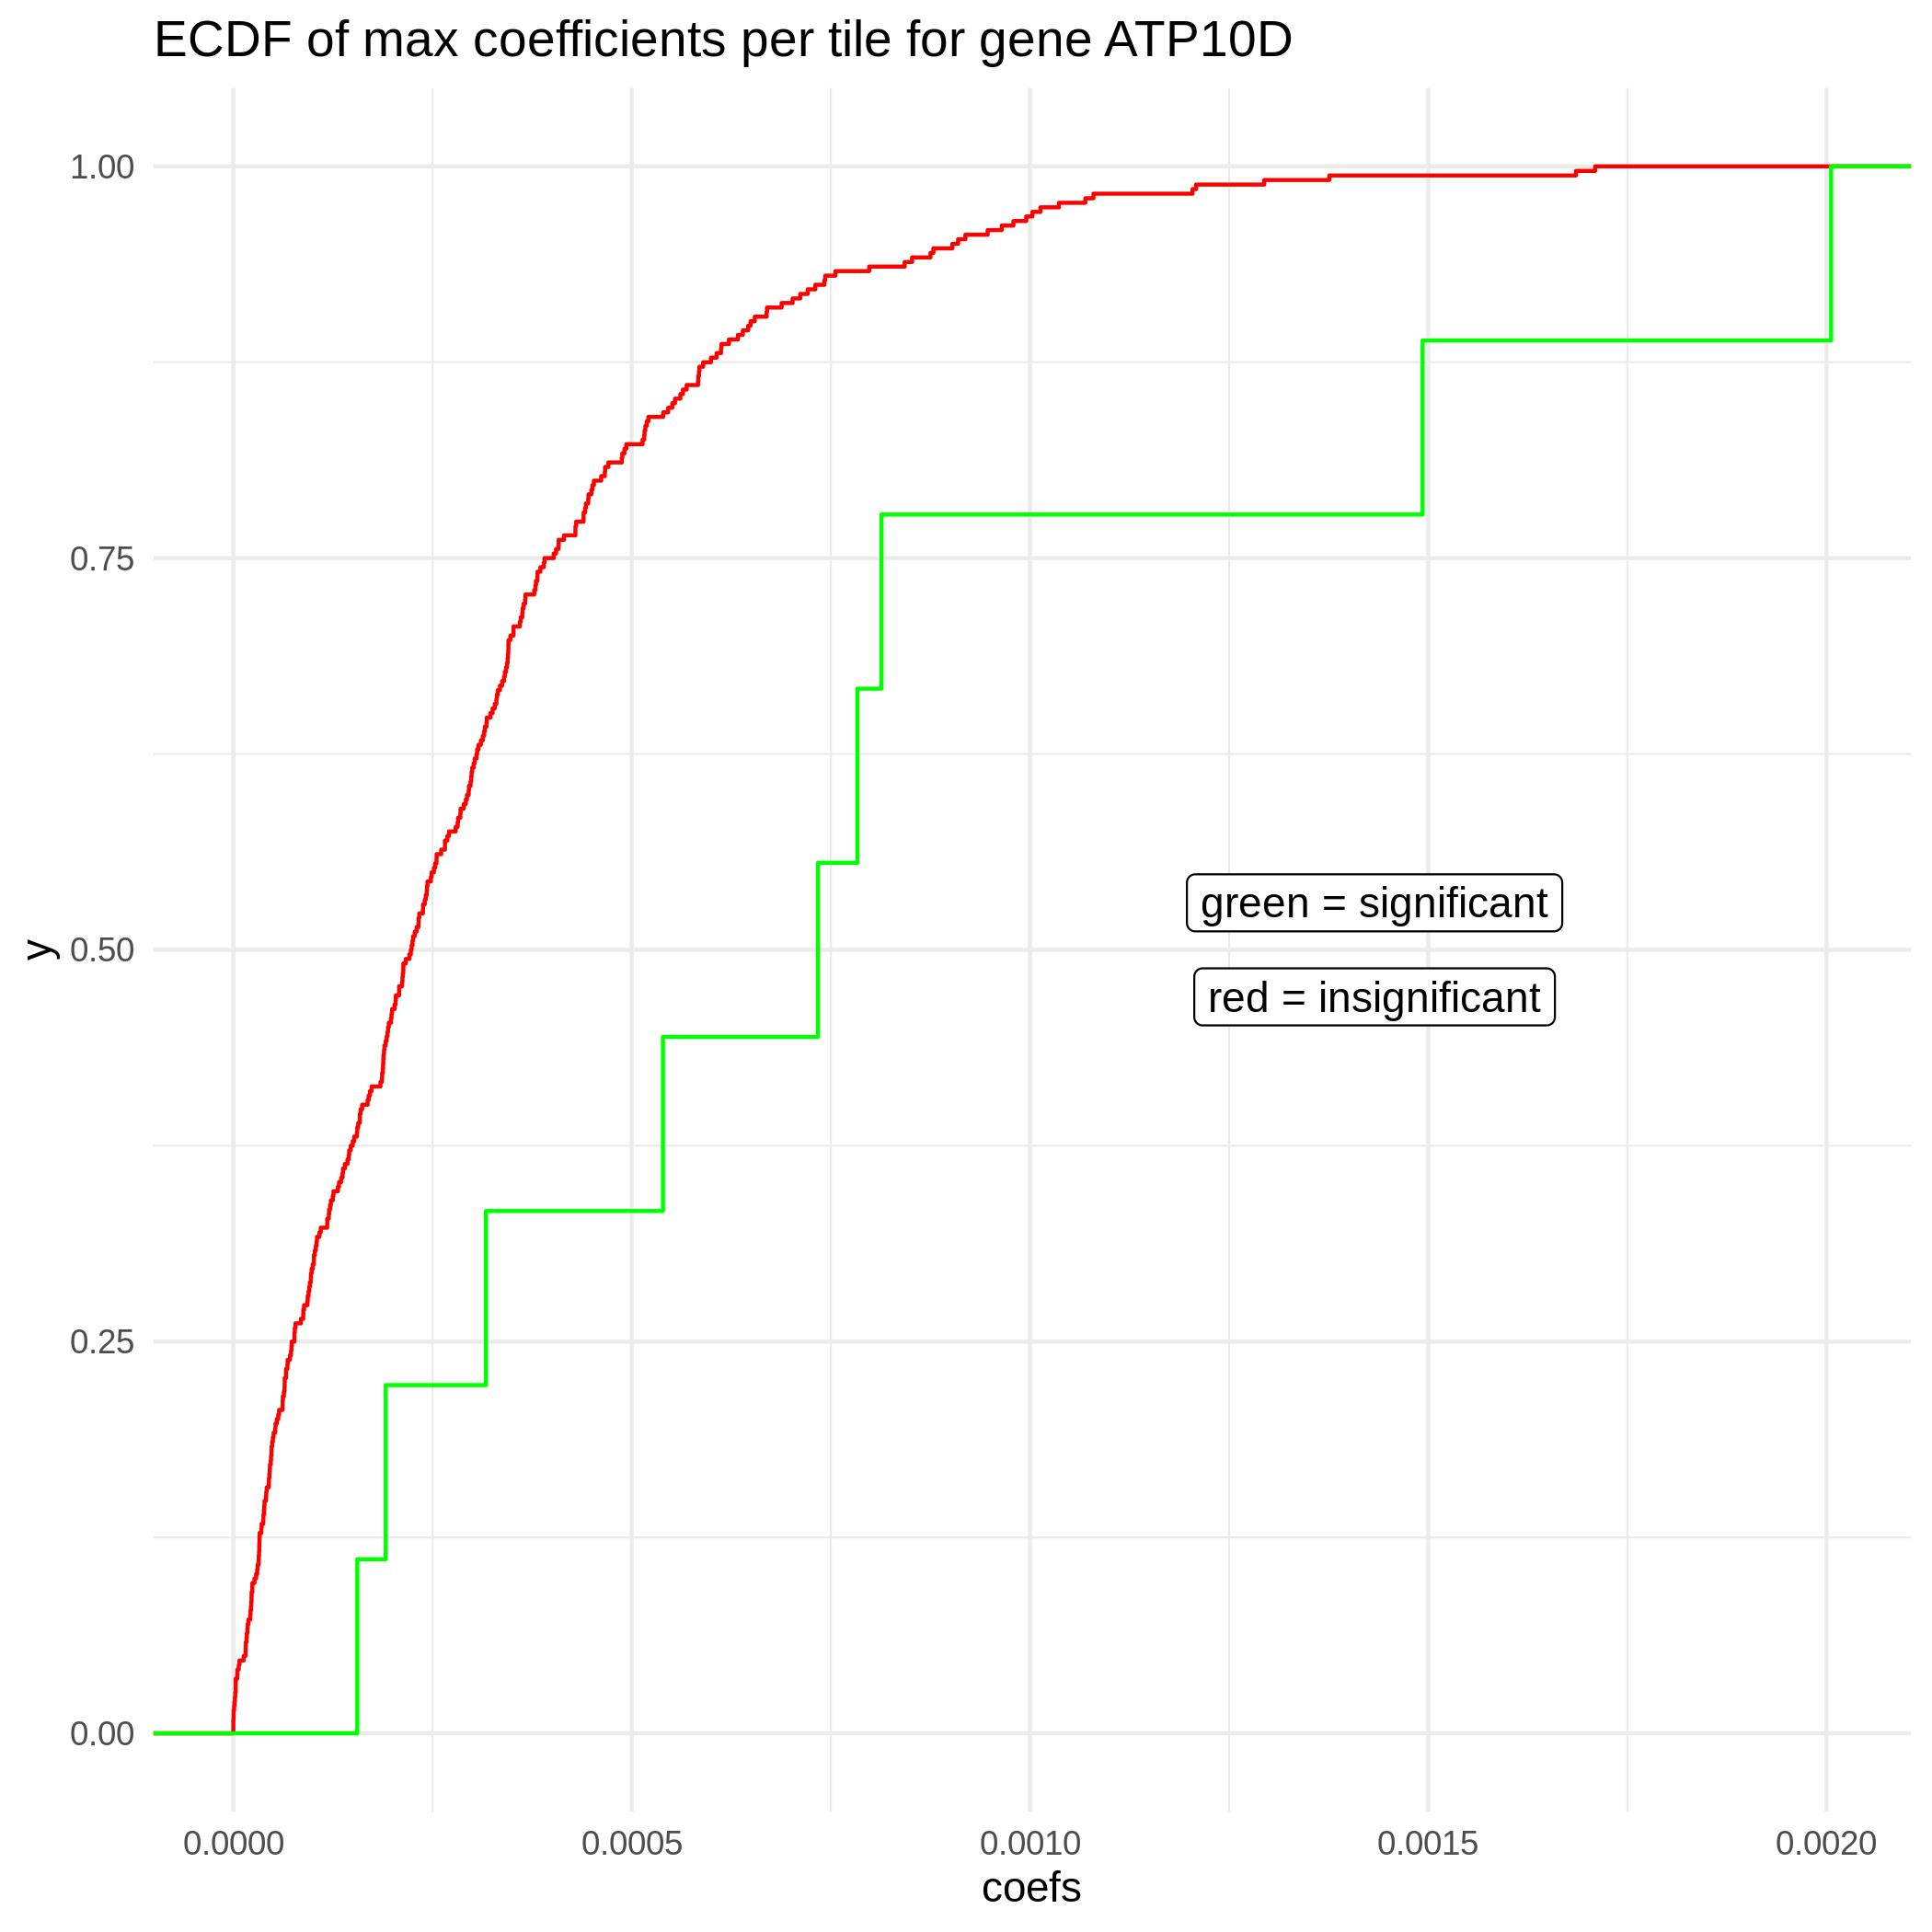 ECDF of max coefficients per tile for gene ATP10D
1.00
0.75
0.50
0.25
0.00
y
green = significant
red = insignificant
0.0000
0.0005
0.0010
0.0015
0.0020
coefs